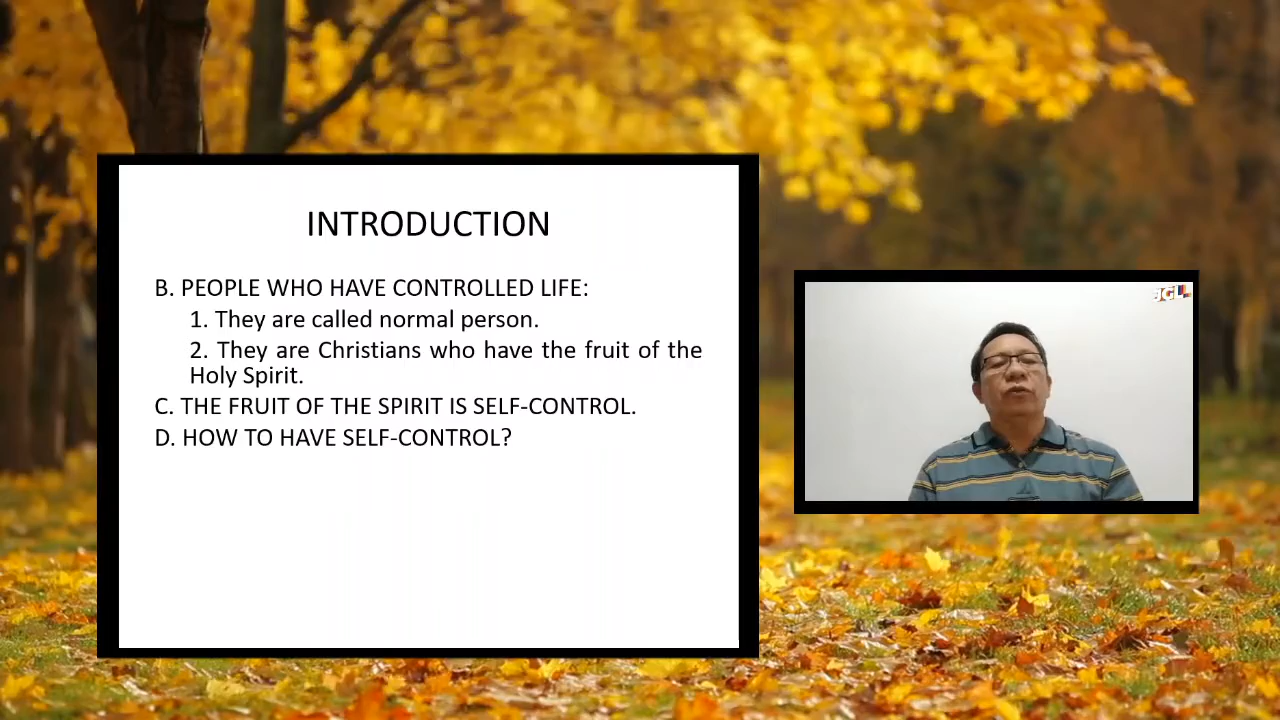 INTRODUCTION
B. PEOPLE WHO HAVE CONTROLLED LIFE:
1. They are called normal person.
2. They are Christians who have the fruit of the
Holy Spirit.
C. THE FRUIT OF THE SPIRIT IS SELF-CONTROL.
D. HOW TO HAVE SELF-CONTROL?